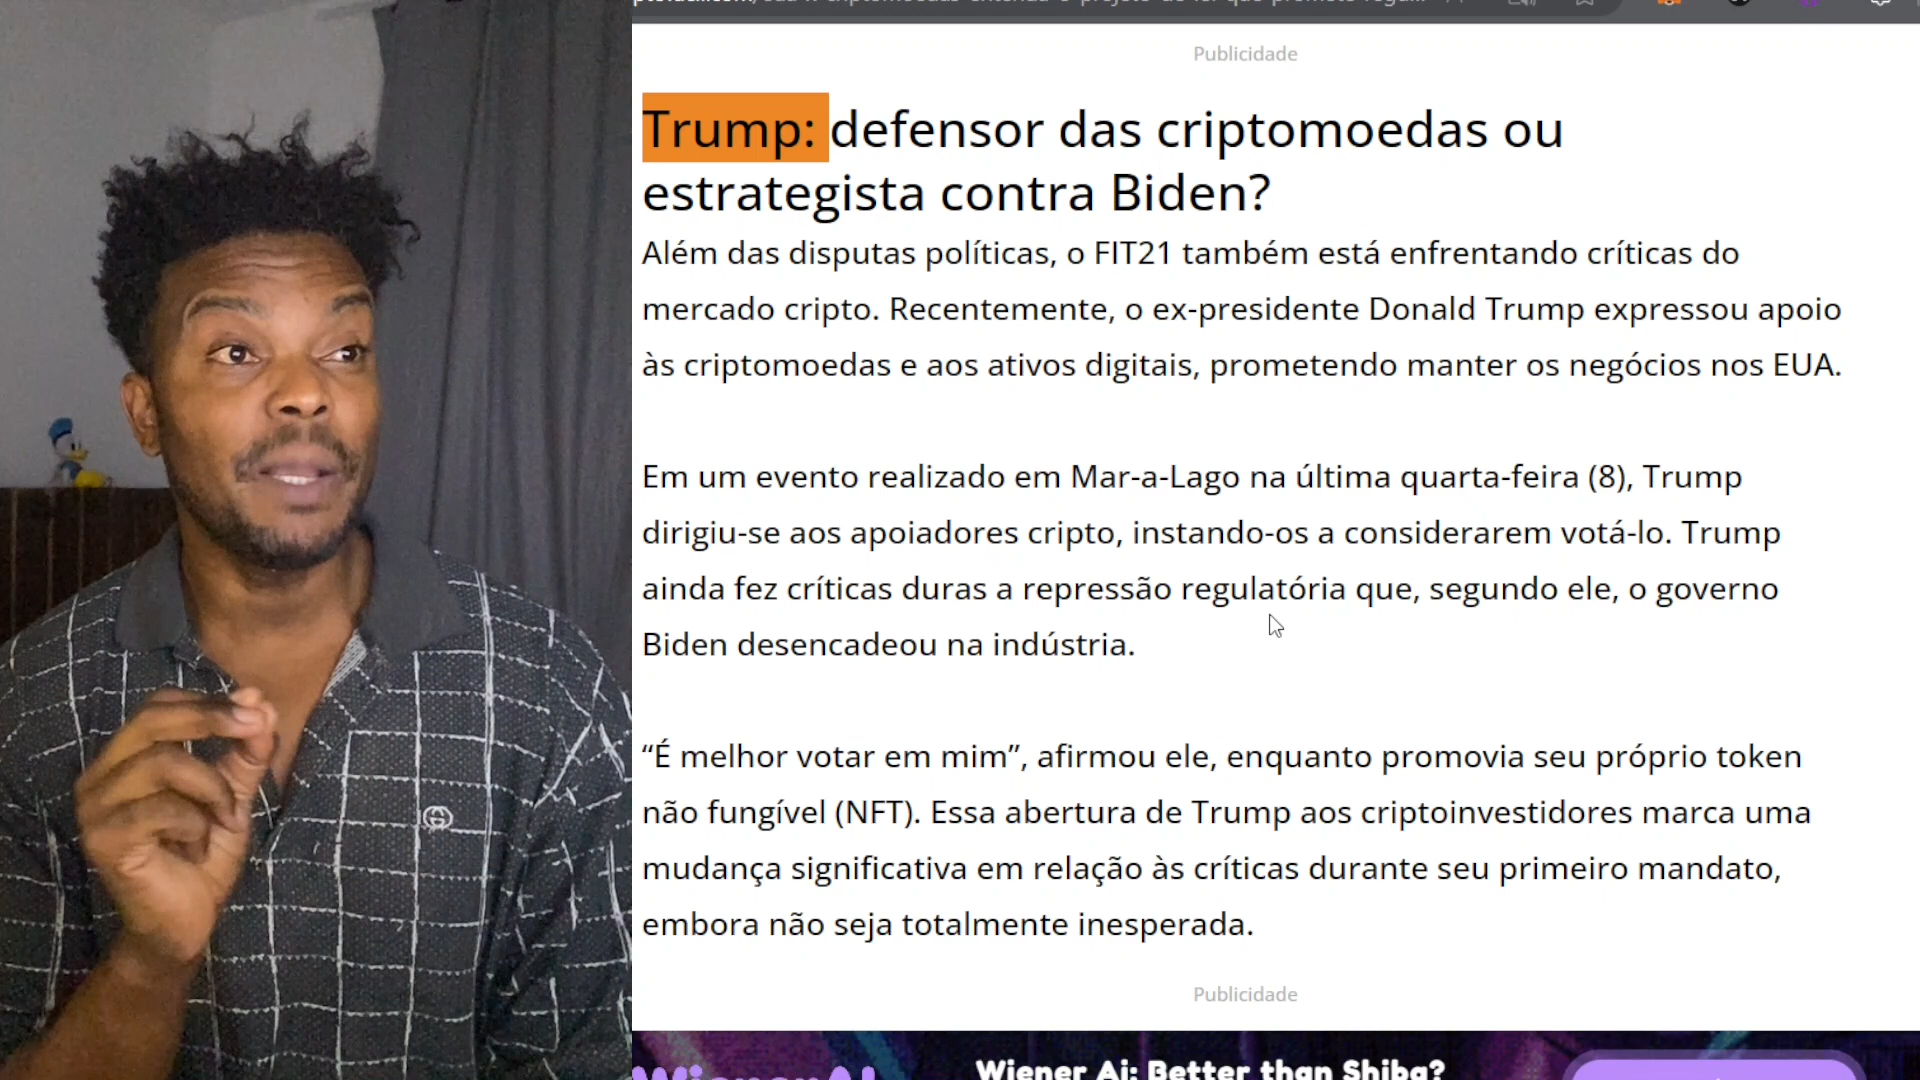 Publicidade
Trump: defensor das criptomoedas ou
estrategista contra Biden?
Além das disputas políticas, o FIT21 também está enfrentando críticas do
mercado cripto. Recentemente, o ex-presidente Donald Trump expressou apoio
às criptomoedas e aos ativos digitais, prometendo manter os negócios nos EUA.
Em um evento realizado em Mar-a-Lago na última quarta-feira (8), Trump
dirigiu-se aos apoiadores cripto, instando-os a considerarem votá-lo. Trump
ainda fez críticas duras a repressão regulatória que, segundo ele, o governo
Biden desencadeou na indústria.
“É melhor votar em mim”, afirmou ele, enquanto promovia seu próprio token
não fungível (NFT). Essa abertura de Trump aos criptoinvestidores marca uma
mudança significativa em relação às críticas durante seu primeiro mandato,
embora não seja totalmente inesperada.
Publicidade
Wiener Ai: Better than Shiba?